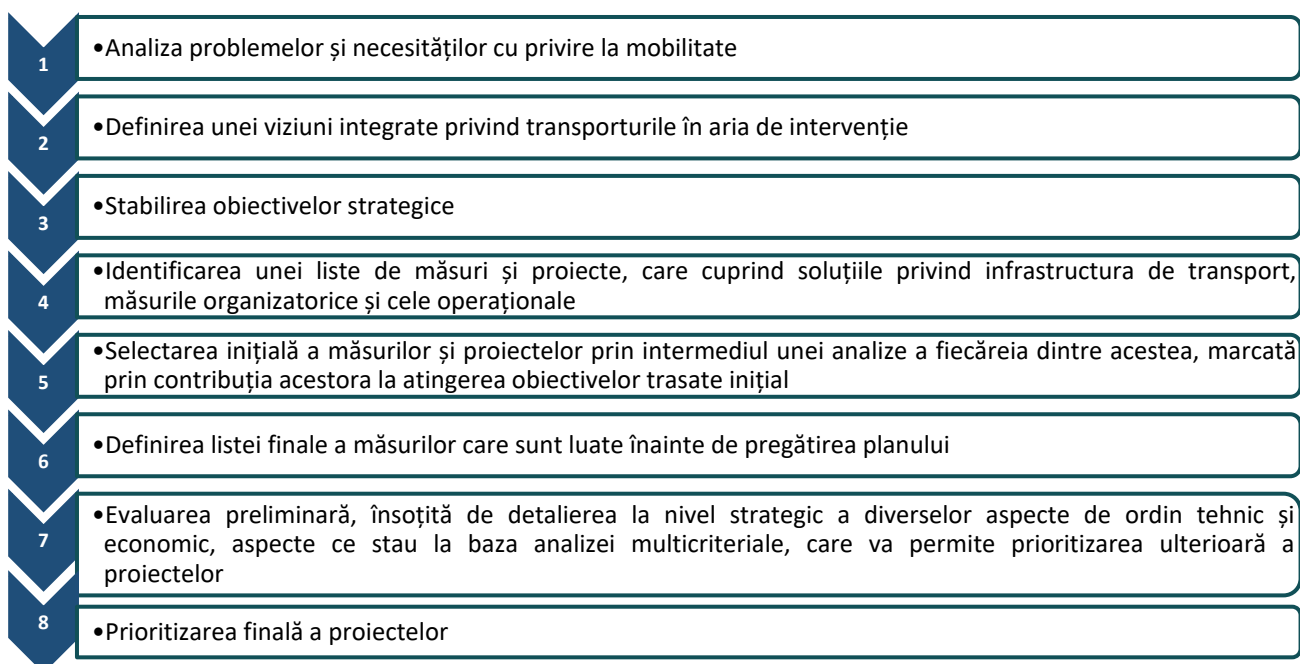 1
•Analiza problemelor și necesităților cu privire la mobilitate
2
•Definirea unei viziuni integrate privind transporturile în aria de intervenție
3
•Stabilirea obiectivelor strategice
4
•Identificarea unei liste de măsuri și proiecte, care cuprind soluțiile privind infrastructura de transport,
măsurile organizatorice și cele operaționale
5
•Selectarea inițială a măsurilor și proiectelor prin intermediul unei analize a fiecăreia dintre acestea, marcată
prin contribuția acestora la atingerea obiectivelor trasate inițial
6
•Definirea listei finale a măsurilor care sunt luate înainte de pregătirea planului
7
•Evaluarea preliminară, însoțită de detalierea la nivel strategic a diverselor aspecte de ordin tehnic și
economic, aspecte ce stau la baza analizei multicriteriale, care va permite prioritizarea ulterioară a
proiectelor
8
•Prioritizarea finală a proiectelor